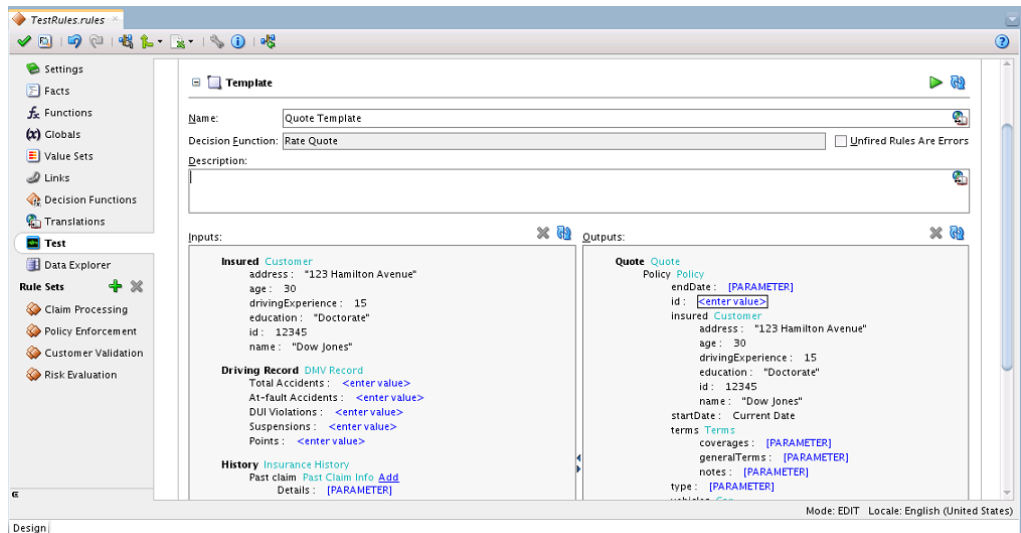 TestRules.rules
Settings
Facts
Functions
Globals
Value Sets
Links
Decision Functions
Translations
Test
Data Explorer
Rule Sets
Claim Processing
Policy Enforcement
Customer Validation
Risk Evaluation
Template
Name: Quote Template
Decision Function: Rate Quote Unfired Rules Are Errors
Description:
Inputs:
Insured Customer
address : "123 Hamilton Avenue"
age : 30
drivingExperience : 15
education : "Doctorate"
id : 12345
name : "Dow Jones"
Driving Record DMV Record
Total Accidents : <enter value>
At-fault Accidents : <enter value>
DUI Violations : <enter value>
Suspensions : <enter value>
Points : <enter value>
History Insurance History
Past claim Past Claim Info Add
Details : [PARAMETER]
Outputs:
Quote Quote
Policy Policy
endDate : [PARAMETER]
id : <enter value>
insured Customer
address : "123 Hamilton Avenue"
age : 30
drivingExperience : 15
education : "Doctorate"
id : 12345
name : "Dow Jones"
startDate : Current Date
terms Terms
coverages : [PARAMETER]
generalTerms : [PARAMETER]
notes : [PARAMETER]
type : [PARAMETER]
Mode: EDIT Locale: English (United States)
Design